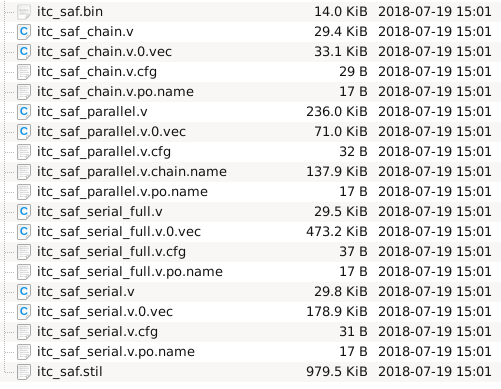 itc_saf.bin 14.0 KiB 2018-07-19 15:01
itc_saf_chain.v 29.4 KiB 2018-07-19 15:01
itc_saf_chain.v.0.vec 33.1 KiB 2018-07-19 15:01
itc_saf_chain.v.cfg 29 B 2018-07-19 15:01
itc_saf_chain.v.po.name 17 B 2018-07-19 15:01
itc_saf_parallel.v 236.0 KiB 2018-07-19 15:01
itc_saf_parallel.v.0.vec 71.0 KiB 2018-07-19 15:01
itc_saf_parallel.v.cfg 32 B 2018-07-19 15:01
itc_saf_parallel.v.chain.name 137.9 KiB 2018-07-19 15:01
itc_saf_parallel.v.po.name 17 B 2018-07-19 15:01
itc_saf_serial_full.v 29.5 KiB 2018-07-19 15:01
itc_saf_serial_full.v.0.vec 473.2 KiB 2018-07-19 15:01
itc_saf_serial_full.v.cfg 37 B 2018-07-19 15:01
itc_saf_serial_full.v.po.name 17 B 2018-07-19 15:01
itc_saf_serial.v 29.8 KiB 2018-07-19 15:01
itc_saf_serial.v.0.vec 178.9 KiB 2018-07-19 15:01
itc_saf_serial.v.cfg 31 B 2018-07-19 15:01
itc_saf_serial.v.po.name 17 B 2018-07-19 15:01
itc_saf.stil 979.5 KiB 2018-07-19 15:01